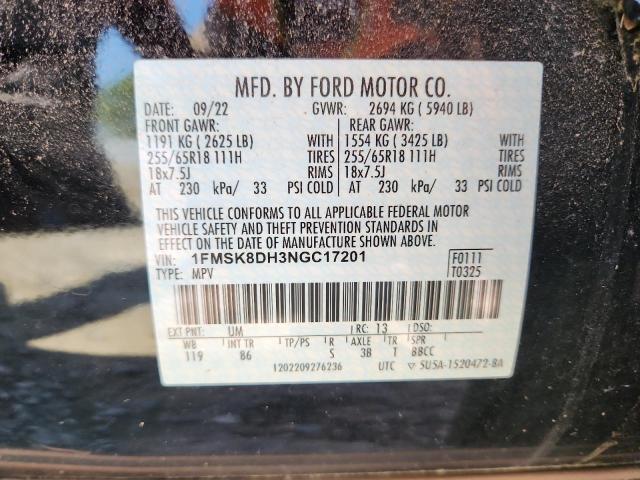 MFD. BY FORD MOTOR CO.
DATE: 09/22 GVWR: 2694 KG ( 5940 LB)
FRONT GAWR: REAR GAWR:
1191 KG ( 2625 LB) WITH 1554 KG ( 3425 LB) WITH
255/65R18 111H TIRES 255/65R18 111H TIRES
18x7.5J RIMS 18x7.5J RIMS
AT 230 kPa/ 33 PSI COLD AT 230 kPa/ 33 PSI COLD
THIS VEHICLE CONFORMS TO ALL APPLICABLE FEDERAL MOTOR
VEHICLE SAFETY AND THEFT PREVENTION STANDARDS IN
EFFECT ON THE DATE OF MANUFACTURE SHOWN ABOVE.
VIN: 1FMSK8DH3NGC17201 F0111
TYPE: MPV T0325
EXT PNT: UM RC: 13 DSO:
WB INT TR TP/PS R AXLE TR SPR
119 86 S 3B T BBCC
1202209276236 UTC ▽ 5U5A-1520472-BA